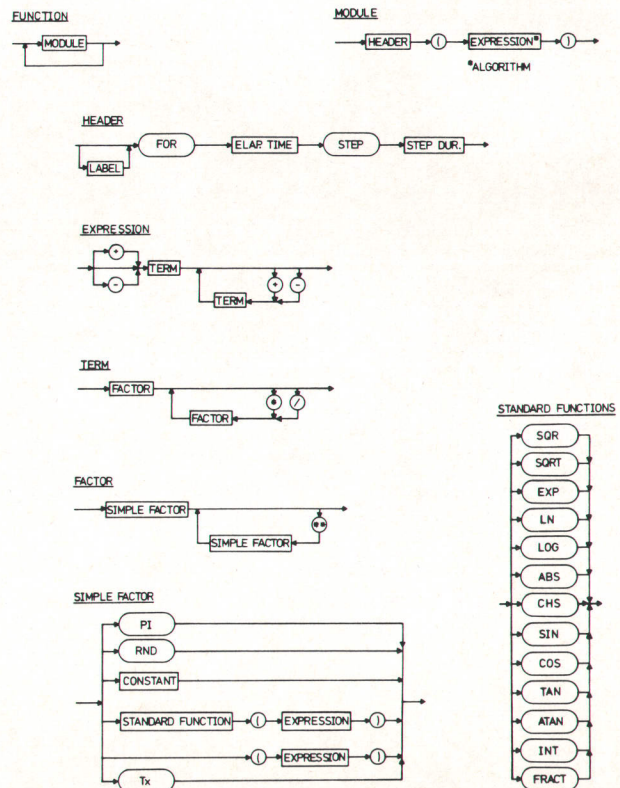 FUNCTION
MODULE
MODULE
HEADER ( EXPRESSION* )
*ALGORITHM
HEADER
LABEL FOR ELAP. TIME STEP STEP DUR.
EXPRESSION
+
-
TERM
+ -
TERM
TERM
FACTOR
* /
FACTOR
FACTOR
SIMPLE FACTOR
**
SIMPLE FACTOR
SIMPLE FACTOR
PI
RND
CONSTANT
STANDARD FUNCTION ( EXPRESSION )
( EXPRESSION )
Tx
STANDARD FUNCTIONS
SQR
SQRT
EXP
LN
LOG
ABS
CHS
SIN
COS
TAN
ATAN
INT
FRACT